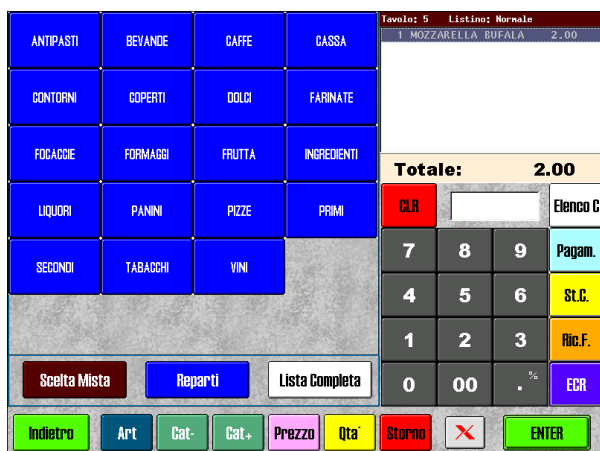 Tavolo: 5 Listino: Normale
1 MOZZARELLA BUFALA 2.00
Totale: 2.00
ANTIPASTI BEVANDE CAFFE CASSA
CONTORNI COPERTI DOLCI FARINATE
FOCACCIE FORMAGGI FRUTTA INGREDIENTI
LIQUORI PANINI PIZZE PRIMI
SECONDI TABACCHI VINI
Scelta Mista Reparti Lista Completa
CLR Elenco C
7 8 9 Pagam.
4 5 6 St.C.
1 2 3 Ric.F.
0 00 . % ECR
Indietro Art Cat- Cat+ Prezzo Qta` Storno X ENTER